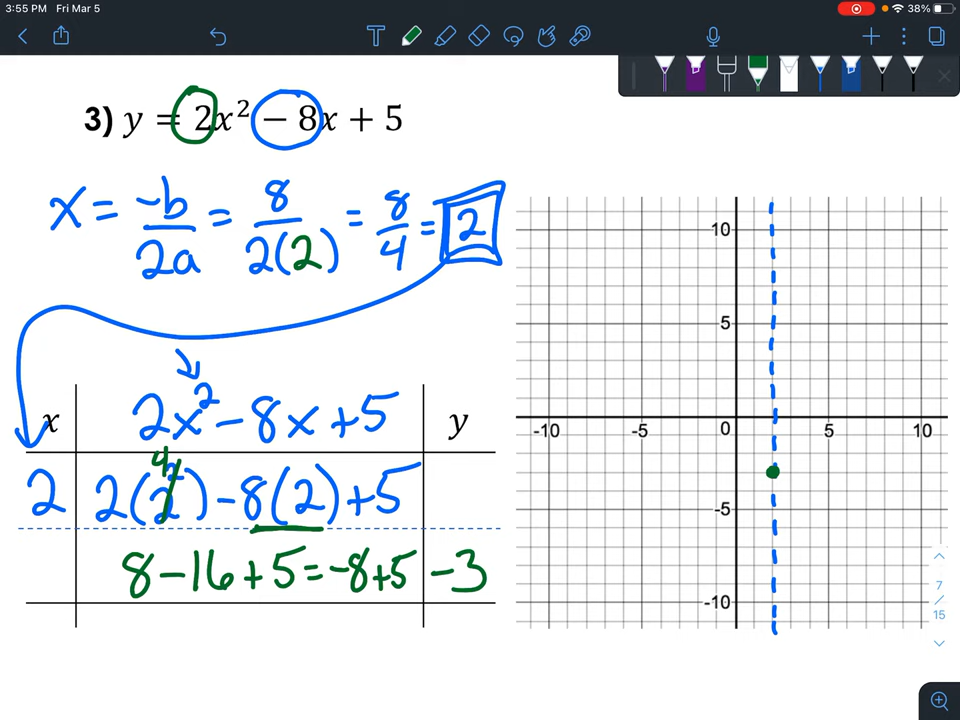 3:55 PM Fri Mar 5 38%
T
3) y = 2x² − 8x + 5
x = -b/2a = 8/2(2) = 8/4 = 2
x 2x² - 8x + 5 y
4
2 2(2²) - 8(2) + 5
8 - 16 + 5 = -8 + 5 -3
10
5
-10 -5 0 5 10
-5
-10
7
/
15